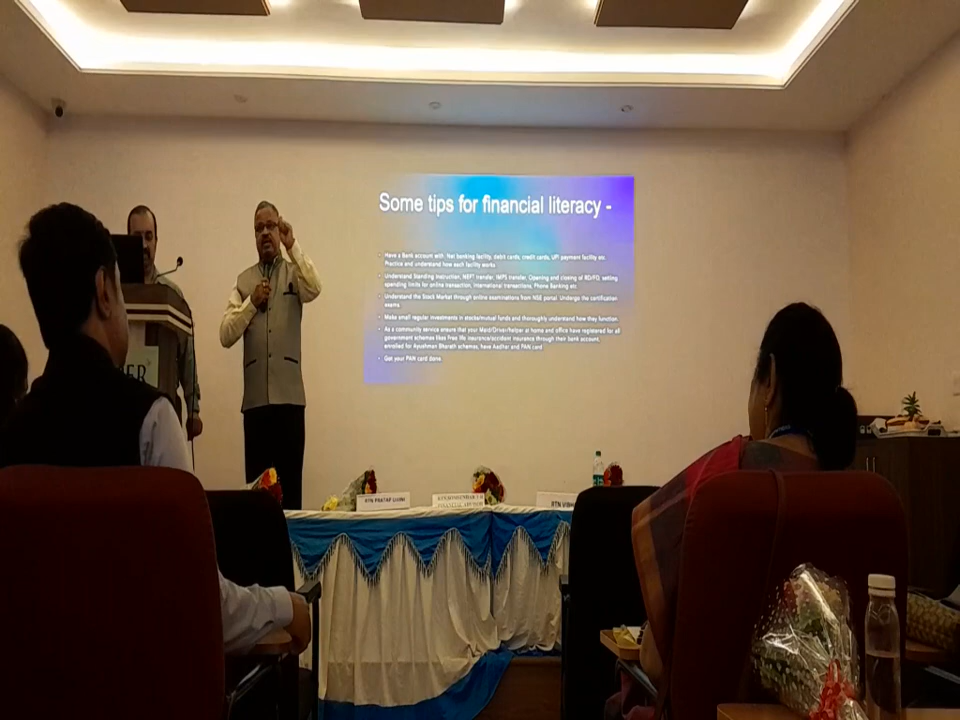 Some tips for financial literacy -
• Have a Bank account with Net banking facility, debit cards, credit cards, UPI payment facility etc.
Practice and understand how each facility works.
• Understand Standing Instruction, NEFT transfer, IMPS transfer, Opening and closing of RD/FD, setting
spending limits for online transaction, International transactions, Phone Banking etc
• Understand the Stock Market through online examinations from NSE portal. Undergo the certification
exams.
• Make small regular investments in stocks/mutual funds and thoroughly understand how they function.
• As a community service ensure that your Maid/Driver/helper at home and office have registered for all
government schemes likes free life insurance/accident insurance through their bank account,
enrolled for Ayushman Bharath schemes, have Aadhar and PAN card
• Get your PAN card done.
ER
RTN PRATAP
FINANCIAL
RTN